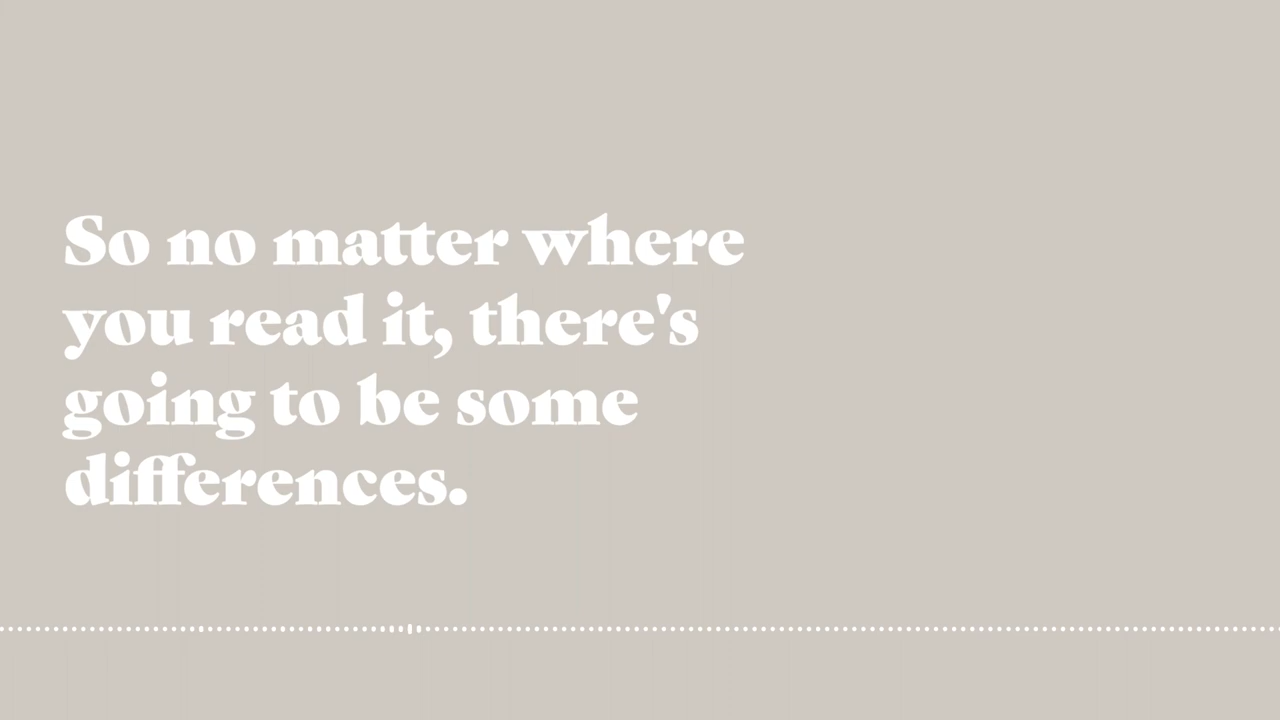 So no matter where
you read it, there's
going to be some
differences.